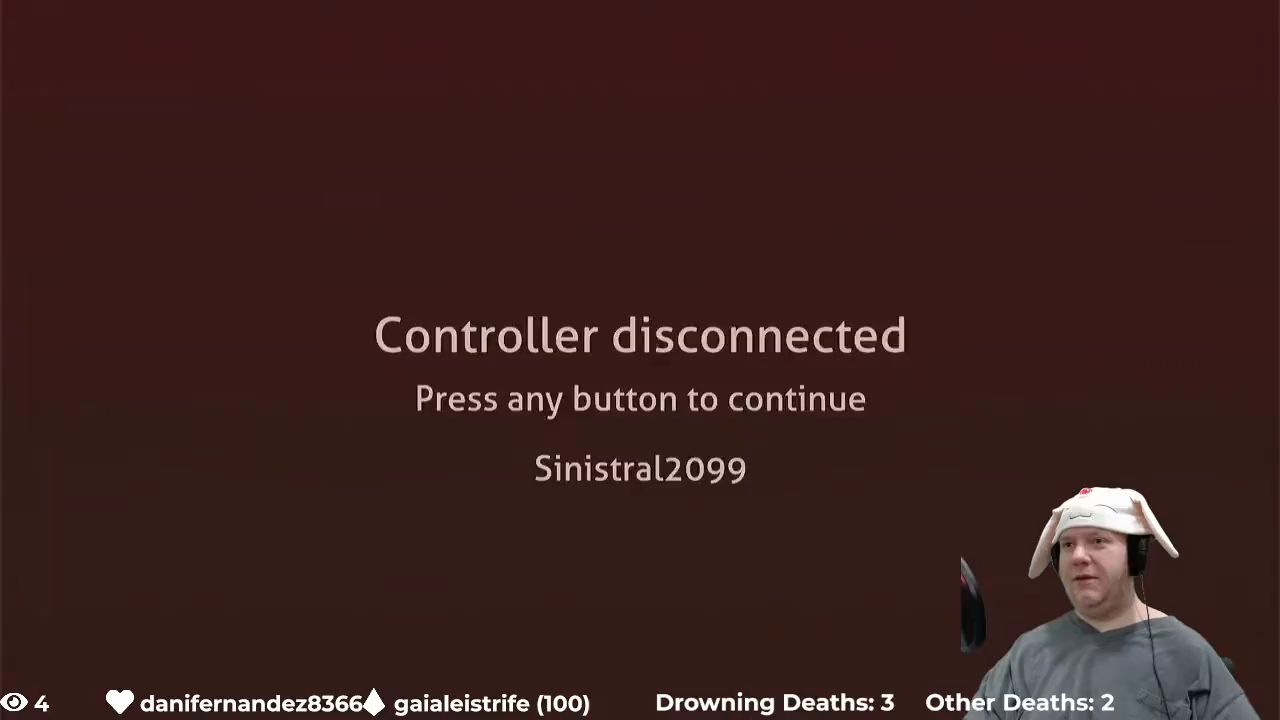 Controller disconnected
Press any button to continue
Sinistral2099
4 danifernandez8366 gaialeistrife (100) Drowning Deaths: 3 Other Deaths: 2